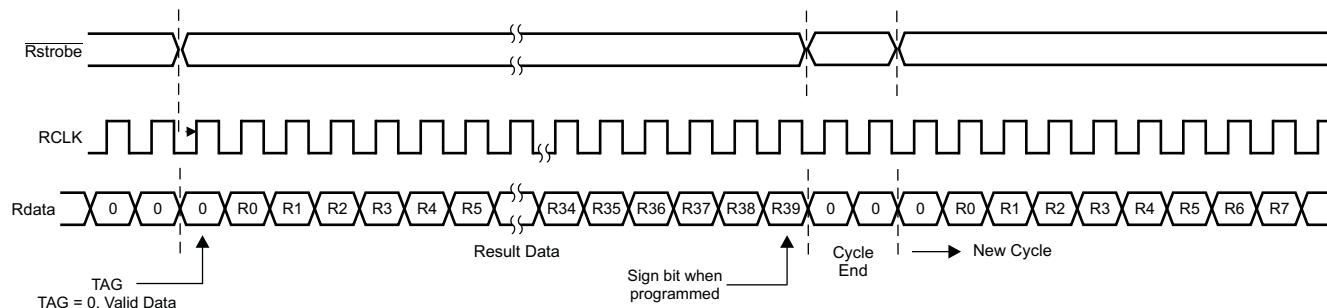 Rstrobe
RCLK
Rdata 0 0 0 R0 R1 R2 R3 R4 R5 R34 R35 R36 R37 R38 R39 0 0 0 R0 R1 R2 R3 R4 R5 R6 R7
Result Data
Cycle
End
New Cycle
TAG
TAG = 0, Valid Data
Sign bit when
programmed